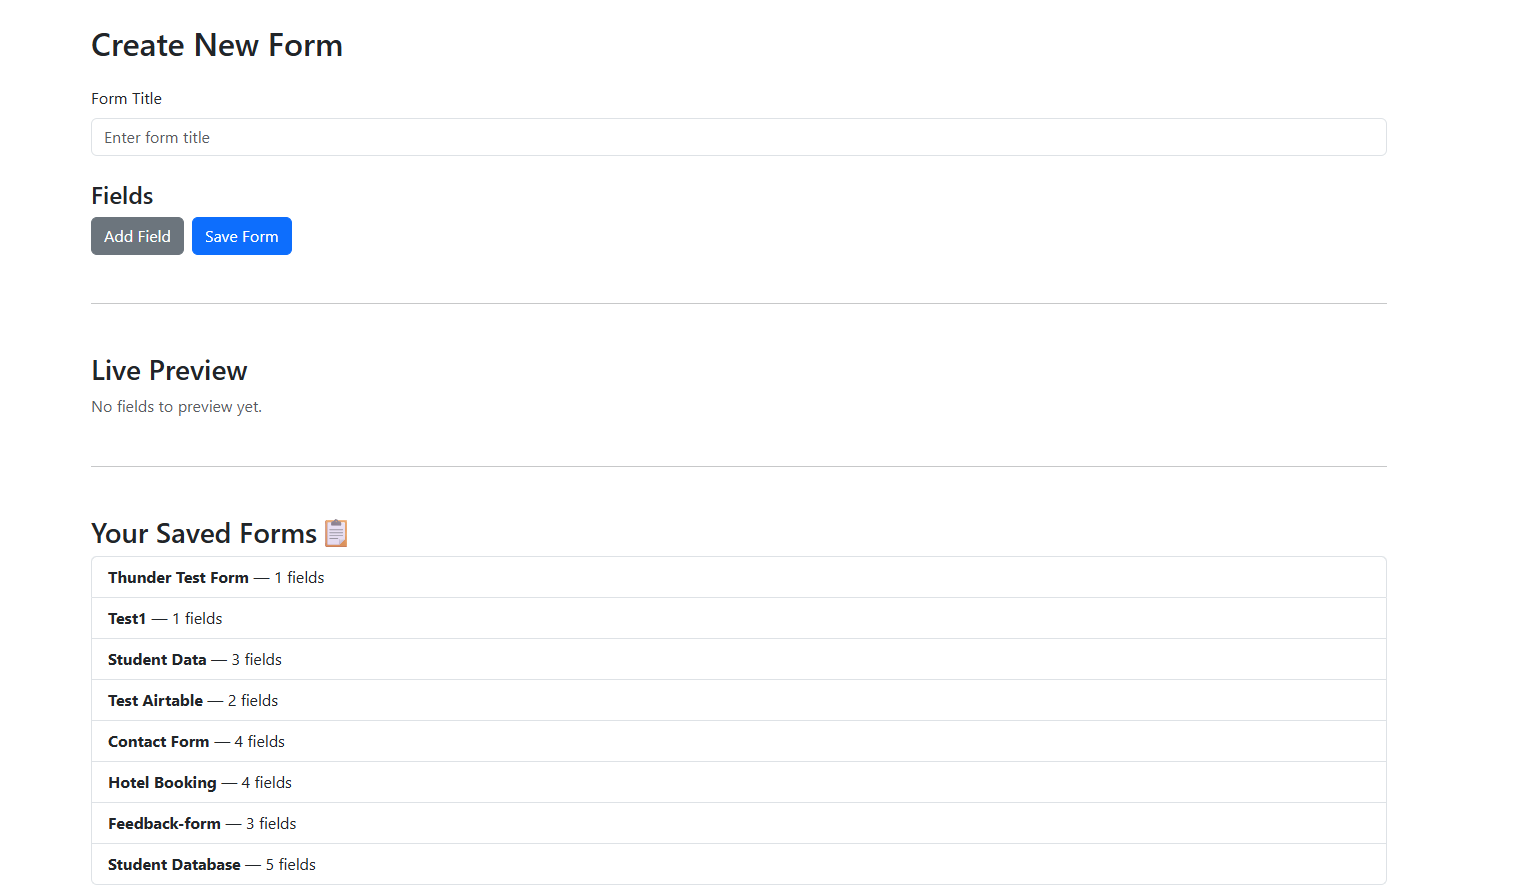 Create New Form
Form Title
Enter form title
Fields
Add Field Save Form
Live Preview
No fields to preview yet.
Your Saved Forms
Thunder Test Form — 1 fields
Test1 — 1 fields
Student Data — 3 fields
Test Airtable — 2 fields
Contact Form — 4 fields
Hotel Booking — 4 fields
Feedback-form — 3 fields
Student Database — 5 fields